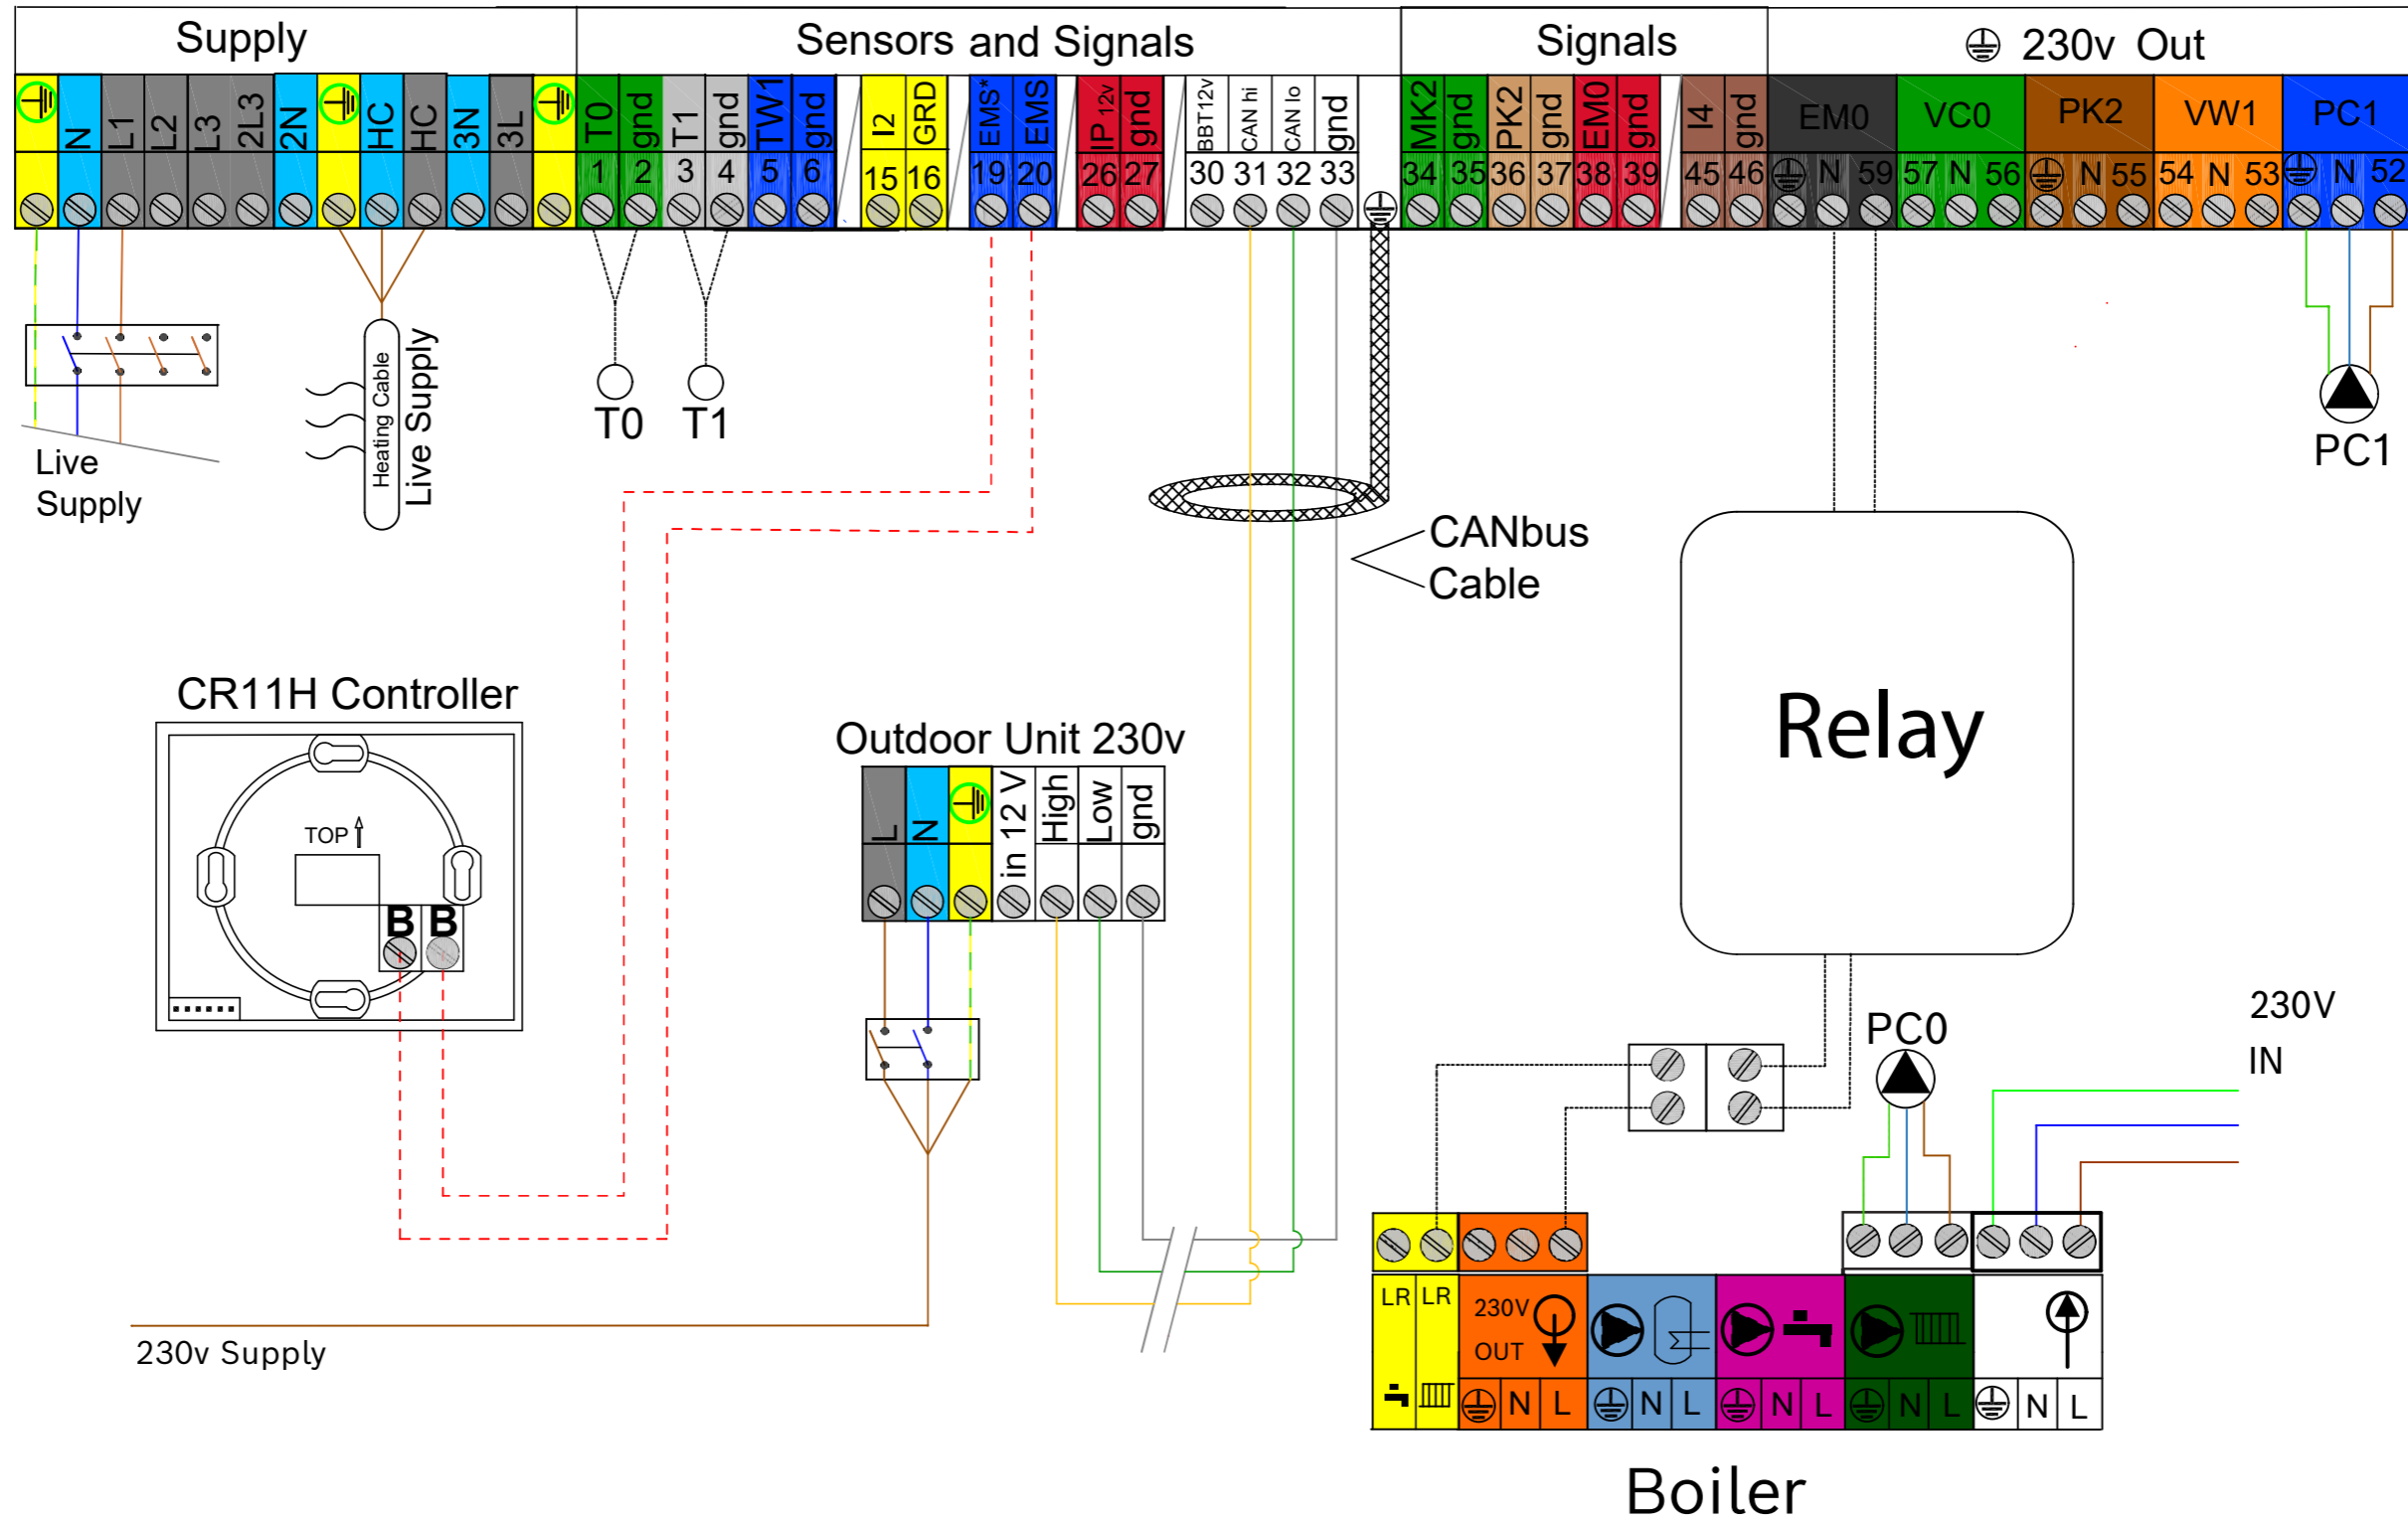 Supply
Sensors and Signals
Signals
230v Out
N L1 L2 L3 2L3 2N HC HC 3N 3L
T0 gnd T1 gnd TW1 gnd I2 GRD EMS* EMS IP 12v gnd BBT12v CAN hi CAN lo gnd
MK2 gnd PK2 gnd EM0 gnd I4 gnd
EM0 VC0 PK2 VW1 PC1
1 2 3 4 5 6 15 16 19 20 26 27 30 31 32 33
34 35 36 37 38 39 45 46
N 59 57 N 56 N 55 54 N 53 N 52
Live
Supply
Heating Cable
Live Supply
T0
T1
PC1
CANbus
Cable
Relay
CR11H Controller
TOP
B B
Outdoor Unit 230v
L N in 12 V High Low gnd
230v Supply
PC0
230V
IN
LR LR
230V
OUT
N L N L N L N L N L
Boiler